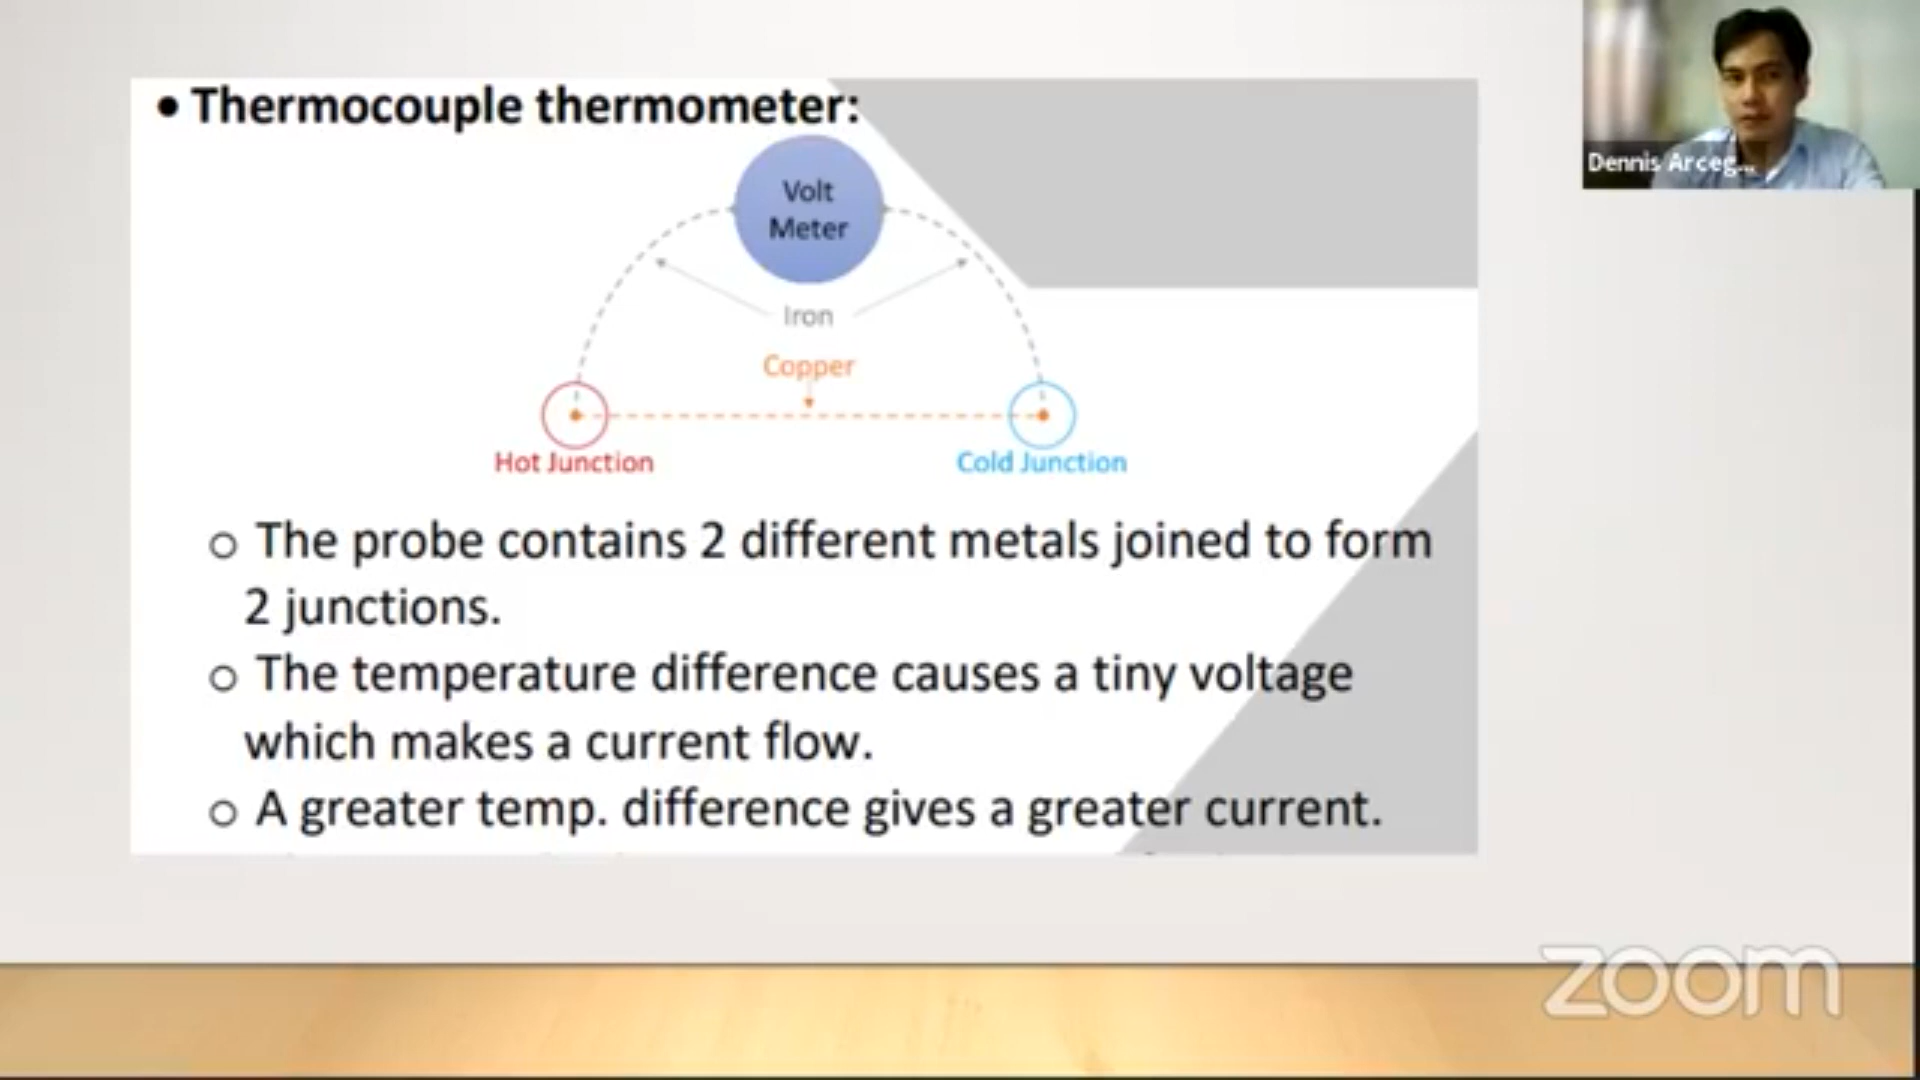 • Thermocouple thermometer:
Volt
Meter
Iron
Copper
Hot Junction
Cold Junction
o The probe contains 2 different metals joined to form
2 junctions.
o The temperature difference causes a tiny voltage
which makes a current flow.
o A greater temp. difference gives a greater current.
Dennis Arceg...
zoom